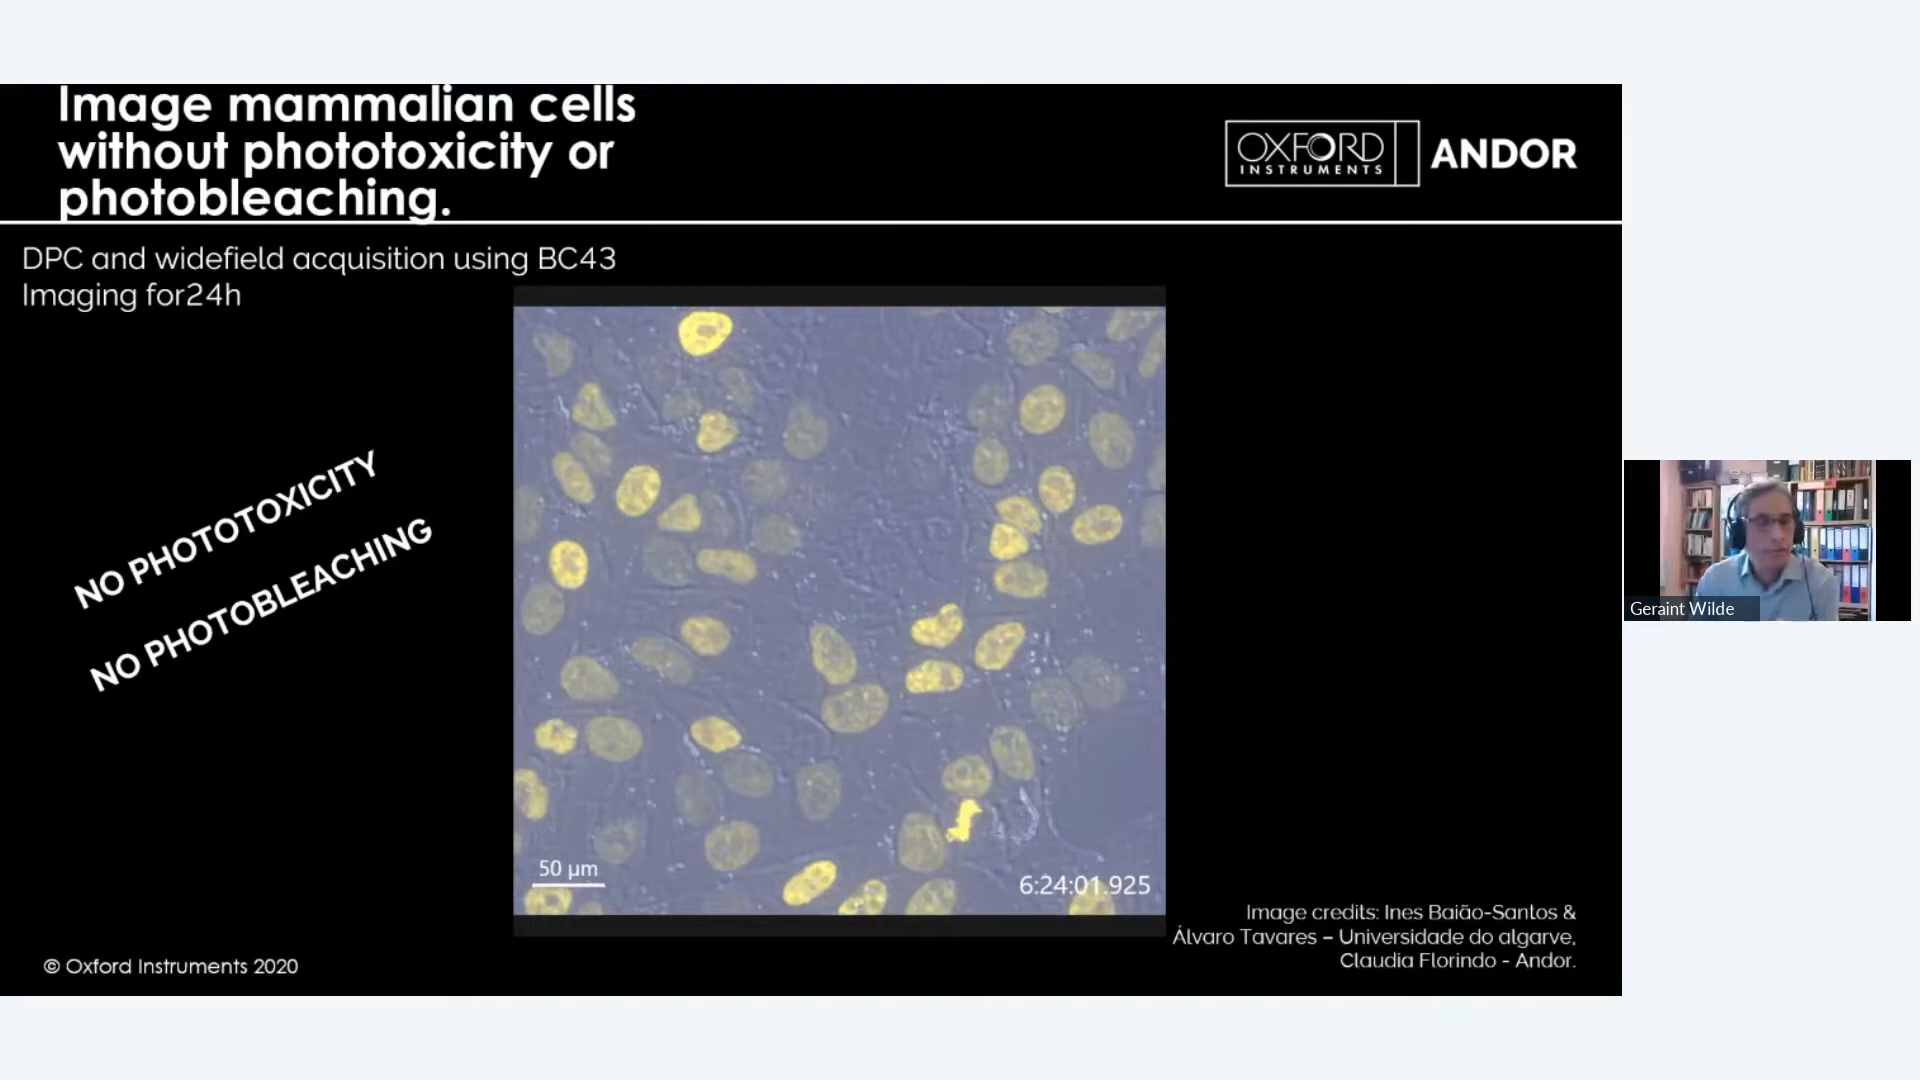 Image mammalian cells
without phototoxicity or
photobleaching.
OXFORD
INSTRUMENTS
ANDOR
DPC and widefield acquisition using BC43
Imaging for24h
NO PHOTOTOXICITY
NO PHOTOBLEACHING
50 µm
6:24:01.925
Geraint Wilde
Image credits: Ines Baião-Santos &
Álvaro Tavares – Universidade do algarve,
Claudia Florindo - Andor.
© Oxford Instruments 2020